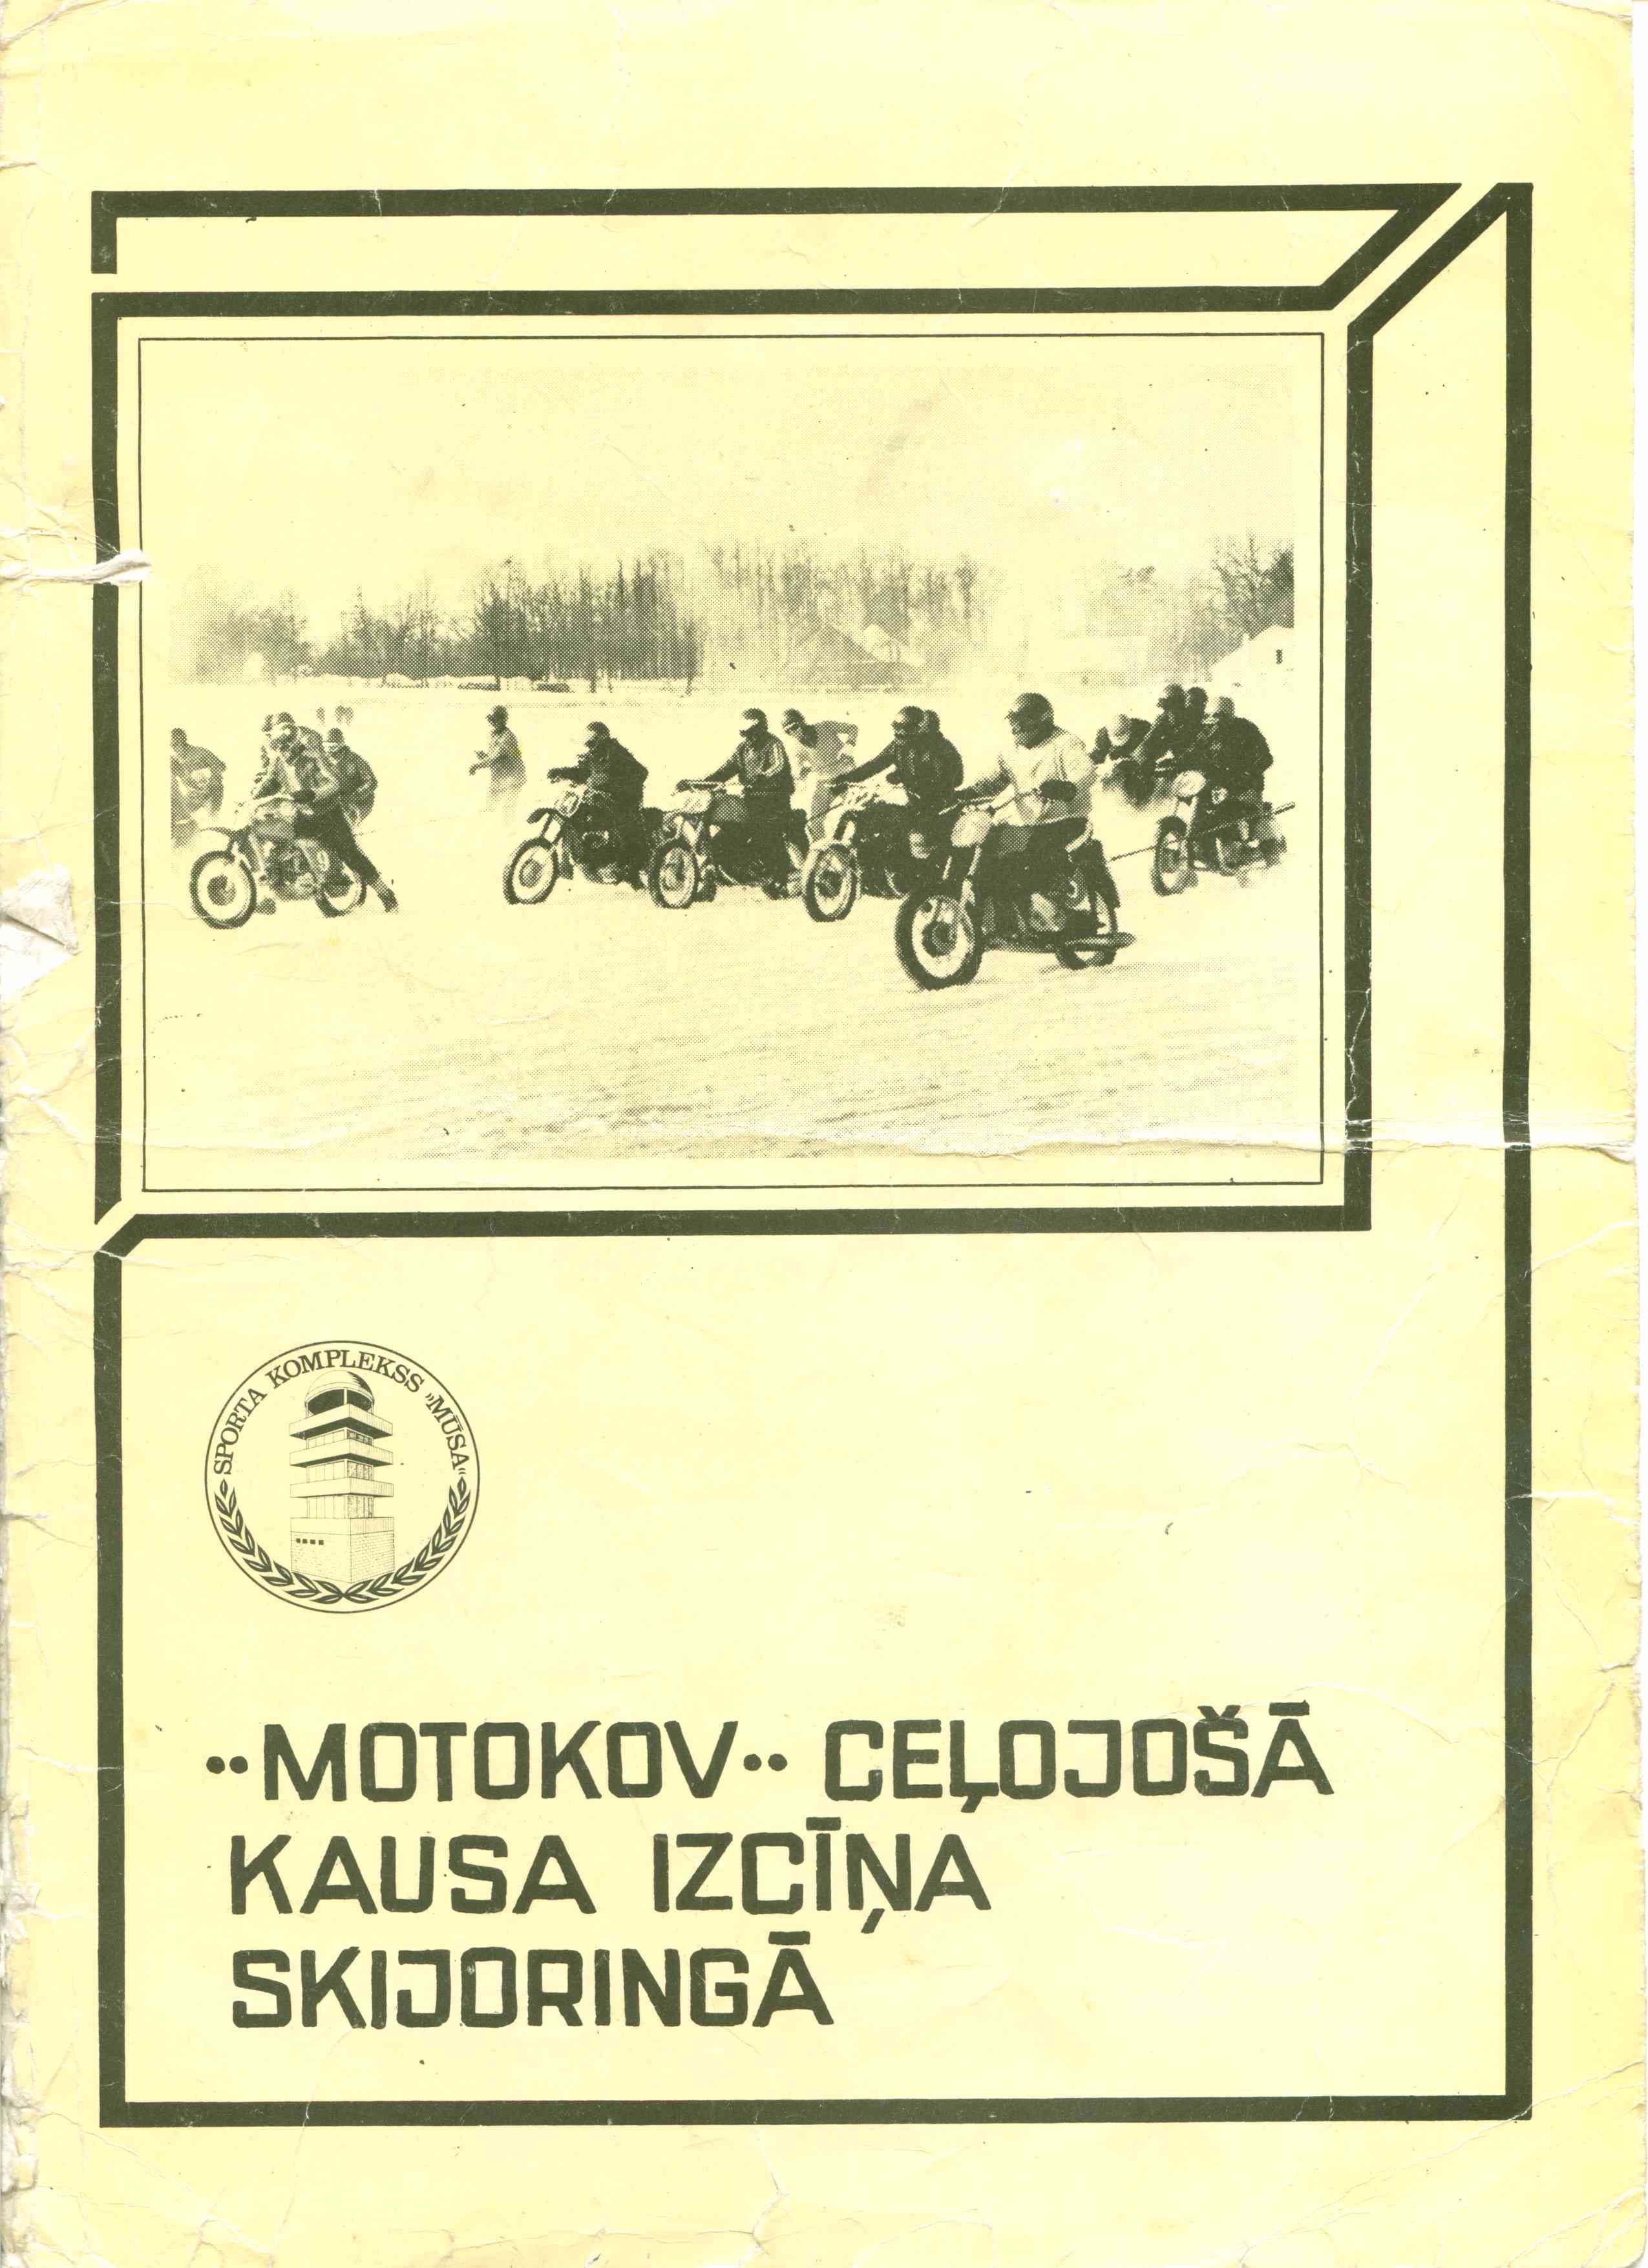 SPORTA KOMPLEKSS „MŪSA“
••MOTOKOV•• CEĻOJOŠĀ
KAUSA IZCĪŅA
SKIJORINGĀ